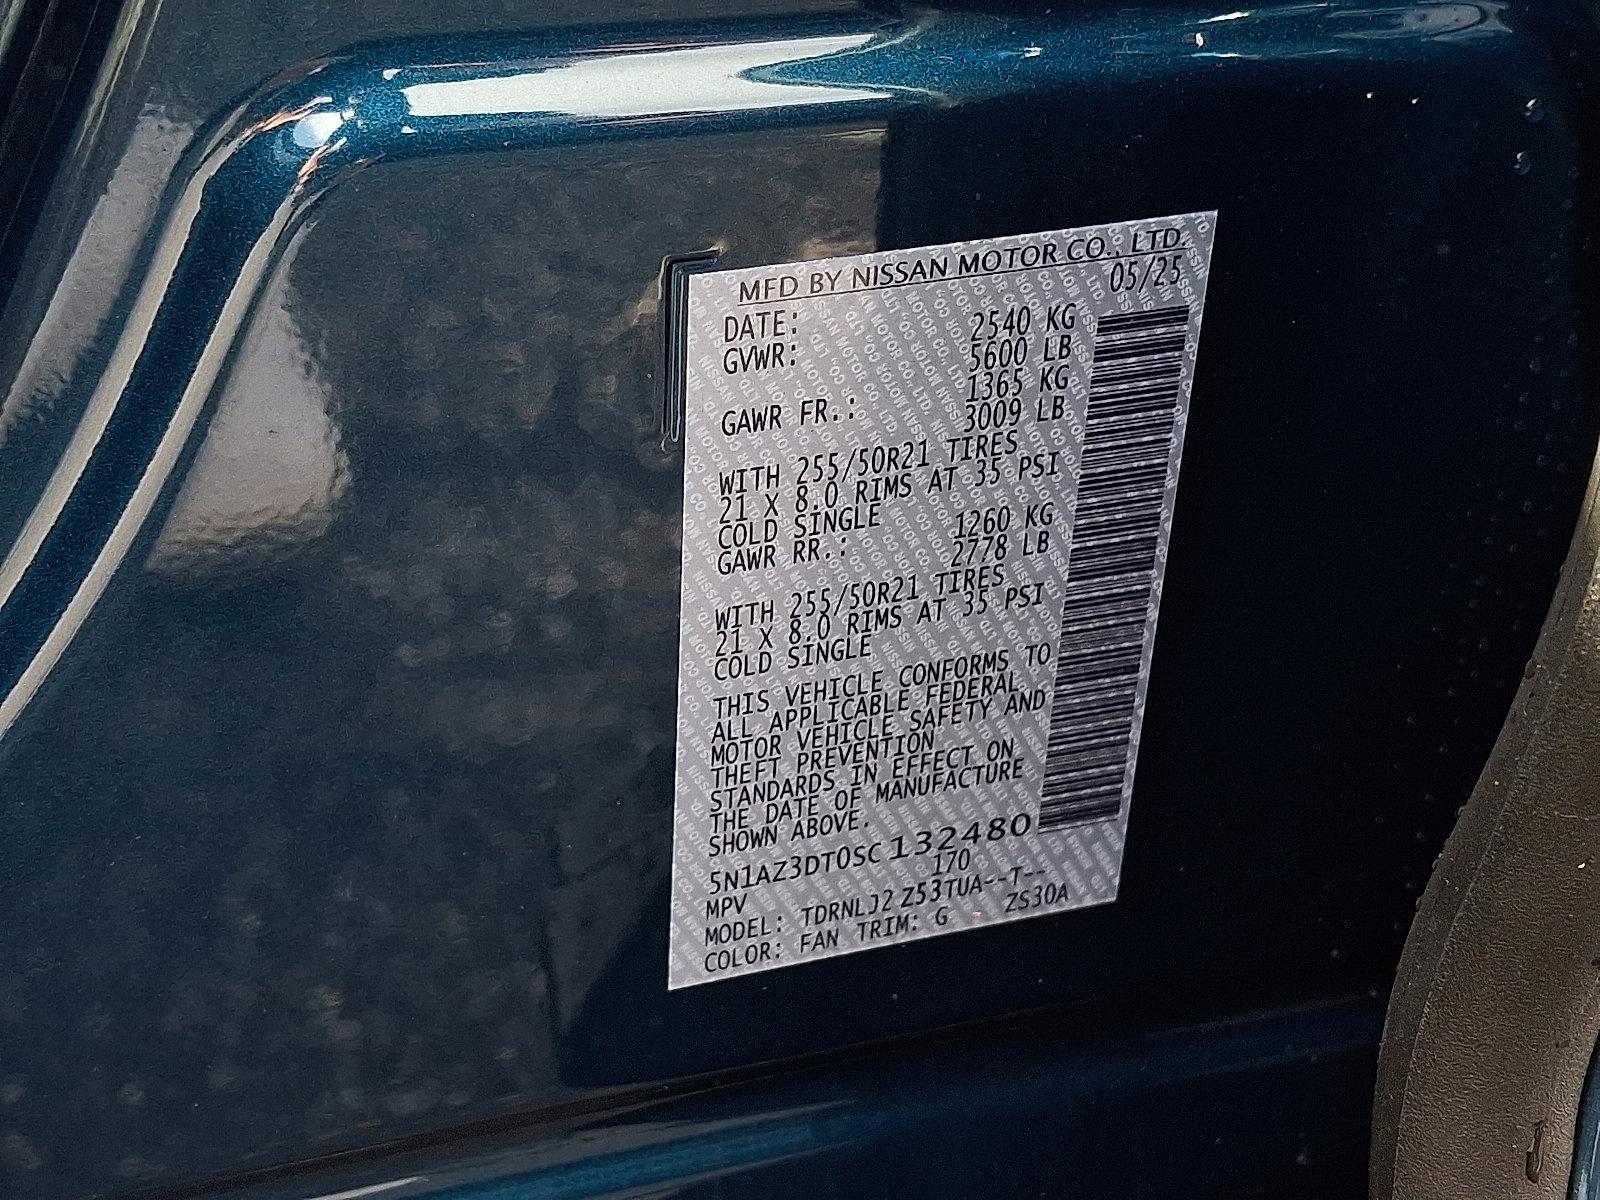 MFD BY NISSAN MOTOR CO., LTD.
05/25
DATE:
2540 KG
GVWR:
5600 LB
1365 KG
GAWR FR.:
3009 LB
WITH 255/50R21 TIRES
21 X 8.0 RIMS AT 35 PSI
COLD SINGLE
1260 KG
GAWR RR.:
2778 LB
WITH 255/50R21 TIRES
21 X 8.0 RIMS AT 35 PSI
COLD SINGLE
THIS VEHICLE CONFORMS TO
ALL APPLICABLE FEDERAL
MOTOR VEHICLE SAFETY AND
THEFT PREVENTION
STANDARDS IN EFFECT ON
THE DATE OF MANUFACTURE
SHOWN ABOVE.
5N1AZ3DT0SC132480
MPV 170
MODEL: TDRNLJ2 Z53TUA--T--
COLOR: FAN TRIM: G ZS30A